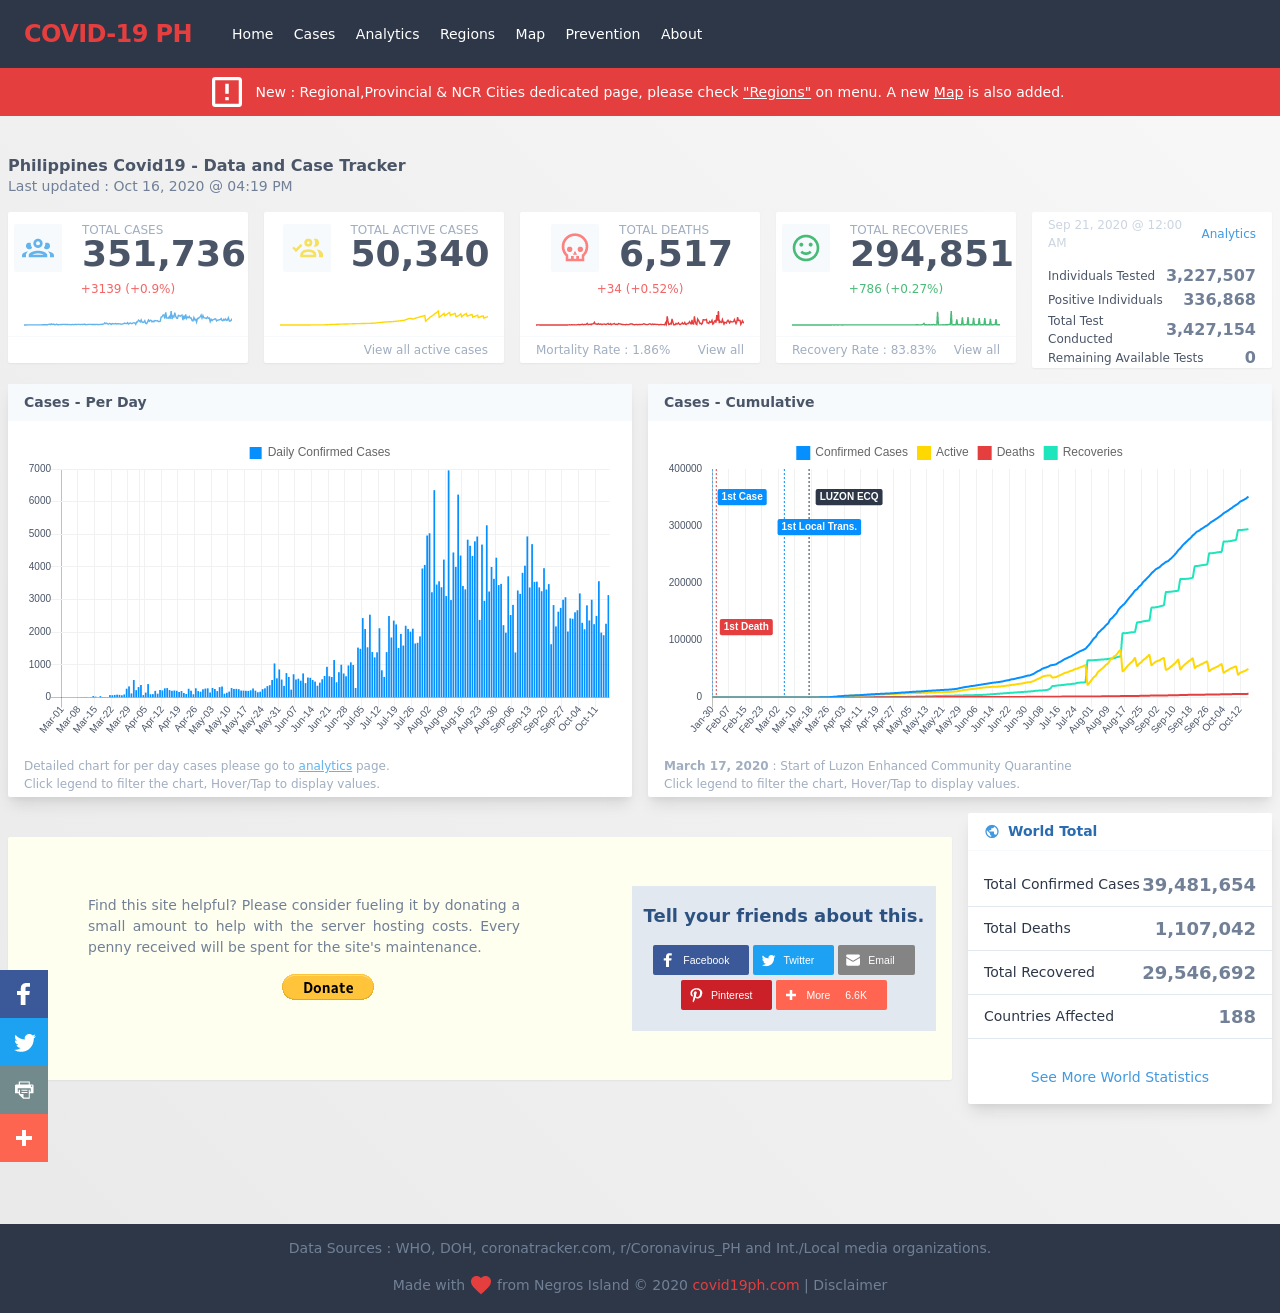 COVID-19 PH
Home Cases Analytics Regions Map Prevention About
New : Regional,Provincial & NCR Cities dedicated page, please check "Regions" on menu. A new Map is also added.
Philippines Covid19 - Data and Case Tracker
Last updated : Oct 16, 2020 @ 04:19 PM
TOTAL CASES
351,736
+3139 (+0.9%)
TOTAL ACTIVE CASES
50,340
View all active cases
TOTAL DEATHS
6,517
+34 (+0.52%)
Mortality Rate : 1.86% View all
TOTAL RECOVERIES
294,851
+786 (+0.27%)
Recovery Rate : 83.83% View all
Sep 21, 2020 @ 12:00
AM
Analytics
Individuals Tested 3,227,507
Positive Individuals 336,868
Total Test
Conducted
3,427,154
Remaining Available Tests 0
Cases - Per Day
Daily Confirmed Cases
7000
6000
5000
4000
3000
2000
1000
0
Mar-01 Mar-08 Mar-15 Mar-22 Mar-29 Apr-05 Apr-12 Apr-19 Apr-26 May-03 May-10 May-17 May-24 May-31 Jun-07 Jun-14 Jun-21 Jun-28 Jul-05 Jul-12 Jul-19 Jul-26 Aug-02 Aug-09 Aug-16 Aug-23 Aug-30 Sep-06 Sep-13 Sep-20 Sep-27 Oct-04 Oct-11
Detailed chart for per day cases please go to analytics page.
Click legend to filter the chart, Hover/Tap to display values.
Cases - Cumulative
Confirmed Cases Active Deaths Recoveries
400000
1st Case LUZON ECQ
300000
1st Local Trans.
200000
100000
1st Death
0
Jan-30 Feb-07 Feb-15 Feb-23 Mar-02 Mar-10 Mar-18 Mar-26 Apr-03 Apr-11 Apr-19 Apr-27 May-05 May-13 May-21 May-29 Jun-06 Jun-14 Jun-22 Jun-30 Jul-08 Jul-16 Jul-24 Aug-01 Aug-09 Aug-17 Aug-25 Sep-02 Sep-10 Sep-18 Sep-26 Oct-04 Oct-12
March 17, 2020 : Start of Luzon Enhanced Community Quarantine
Click legend to filter the chart, Hover/Tap to display values.
Find this site helpful? Please consider fueling it by donating a
small amount to help with the server hosting costs. Every
penny received will be spent for the site's maintenance.
Donate
Tell your friends about this.
Facebook Twitter Email
Pinterest More 6.6K
World Total
Total Confirmed Cases 39,481,654
Total Deaths 1,107,042
Total Recovered 29,546,692
Countries Affected 188
See More World Statistics
Data Sources : WHO, DOH, coronatracker.com, r/Coronavirus_PH and Int./Local media organizations.
Made with from Negros Island © 2020 covid19ph.com | Disclaimer